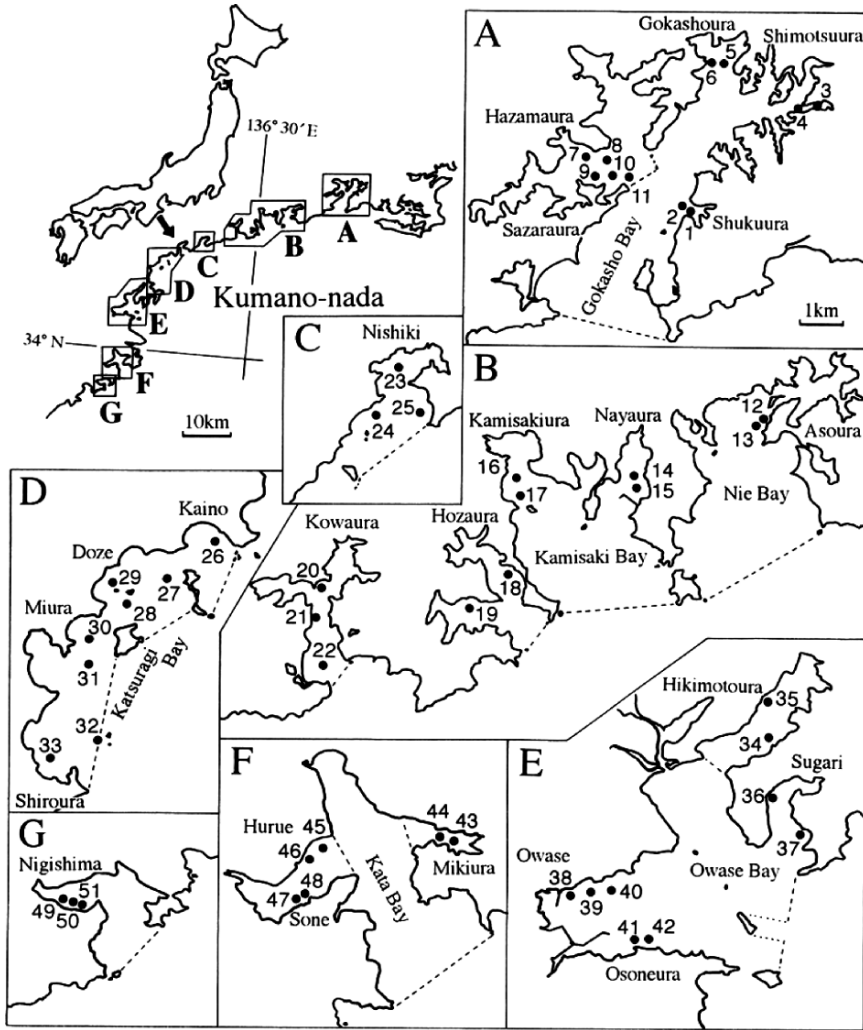 136° 30′ E
A
B
C
D
E
F
G
Kumano-nada
34° N
10km
A
Gokashoura
Shimotsuura
5
6
3
4
Hazamaura
7
8
9
10
11
2
1
Shukuura
Sazaraura
Gokasho Bay
1km
C
Nishiki
23
24
25
B
Kamisakiura
Nayaura
12
13
Asoura
16
17
14
15
Nie Bay
Kowaura
Hozaura
Kamisaki Bay
20
18
21
19
22
D
Kaino
26
Doze
29
27
28
Miura
30
31
Katsuragi
Bay
32
33
Shiroura
E
Hikimotoura
35
34
Sugari
36
37
Owase Bay
Owase
38
39
40
41
42
Osoneura
F
Hurue
45
46
44
43
Mikiura
Kata Bay
47
48
Sone
G
Nigishima
49
50
51